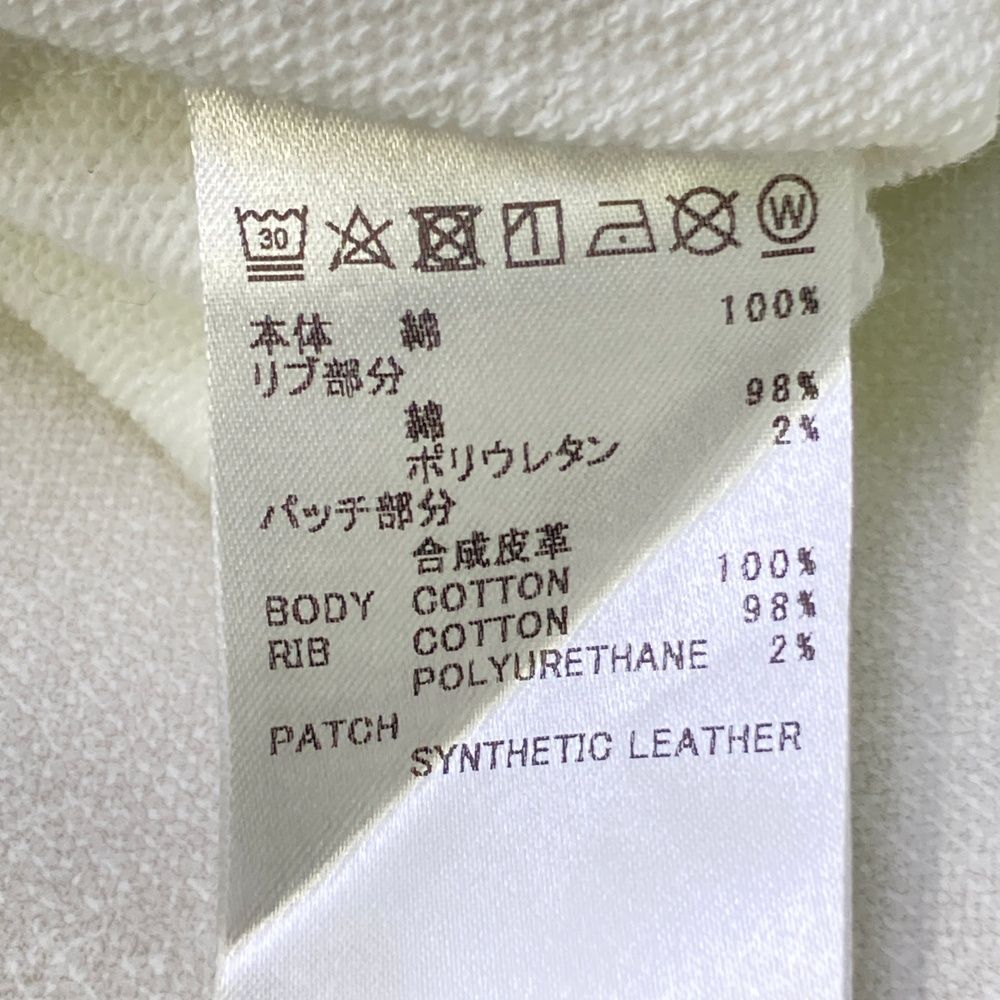 30 W
本体 綿 100%
リブ部分
綿 98%
ポリウレタン 2%
パッチ部分
合成皮革
BODY COTTON 100%
RIB COTTON 98%
POLYURETHANE 2%
PATCH
SYNTHETIC LEATHER